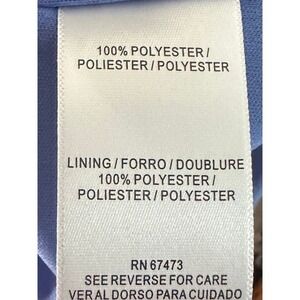 100% POLYESTER /
POLIESTER / POLYESTER
LINING / FORRO / DOUBLURE
100% POLYESTER /
POLIESTER / POLYESTER
RN 67473
SEE REVERSE FOR CARE
VER AL DORSO PARA CUIDADO